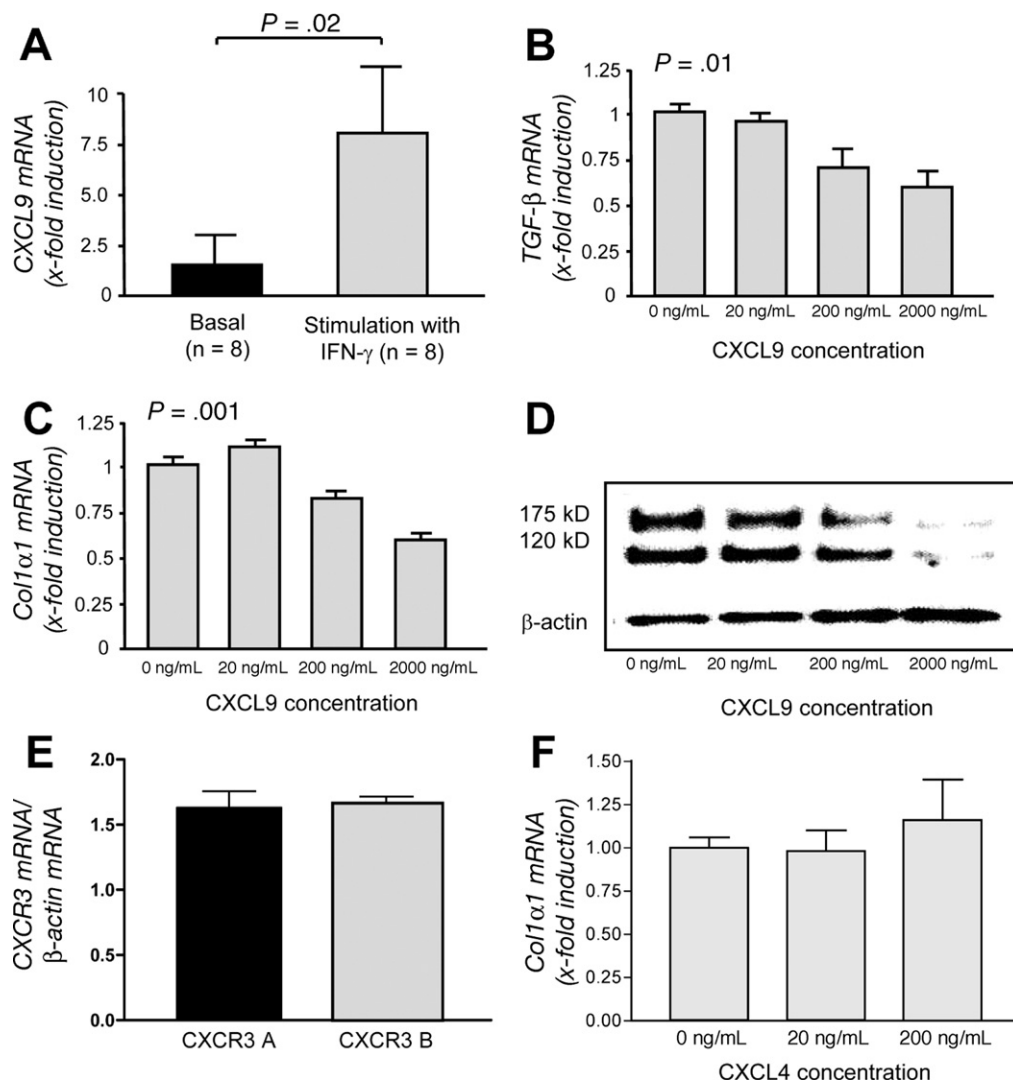 A
P = .02
CXCL9 mRNA
(x-fold induction)
10
7.5
5
2.5
0
Basal
(n = 8)
Stimulation with
IFN-γ (n = 8)
B
P = .01
TGF-β mRNA
(x-fold induction)
1.25
1
0.75
0.5
0.25
0
0 ng/mL 20 ng/mL 200 ng/mL 2000 ng/mL
CXCL9 concentration
C
P = .001
Col1α1 mRNA
(x-fold induction)
1.25
1
0.75
0.5
0.25
0
0 ng/mL 20 ng/mL 200 ng/mL 2000 ng/mL
CXCL9 concentration
D
175 kD
120 kD
β-actin
0 ng/mL 20 ng/mL 200 ng/mL 2000 ng/mL
CXCL9 concentration
E
CXCR3 mRNA/
β-actin mRNA
2.0
1.5
1.0
0.5
0.0
CXCR3 A CXCR3 B
F
Col1α1 mRNA
(x-fold induction)
1.50
1.25
1.00
0.75
0.50
0.25
0.00
0 ng/mL 20 ng/mL 200 ng/mL
CXCL4 concentration